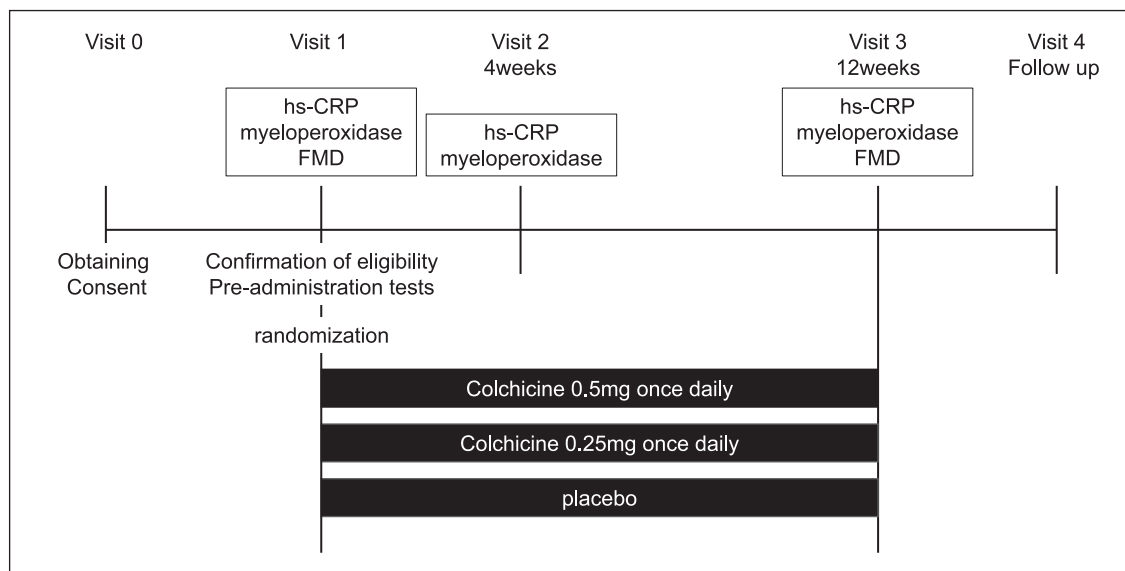 Visit 0
Visit 1
Visit 2
4weeks
Visit 3
12weeks
Visit 4
Follow up
hs-CRP
myeloperoxidase
FMD
hs-CRP
myeloperoxidase
hs-CRP
myeloperoxidase
FMD
Obtaining
Consent
Confirmation of eligibility
Pre-administration tests
randomization
Colchicine 0.5mg once daily
Colchicine 0.25mg once daily
placebo